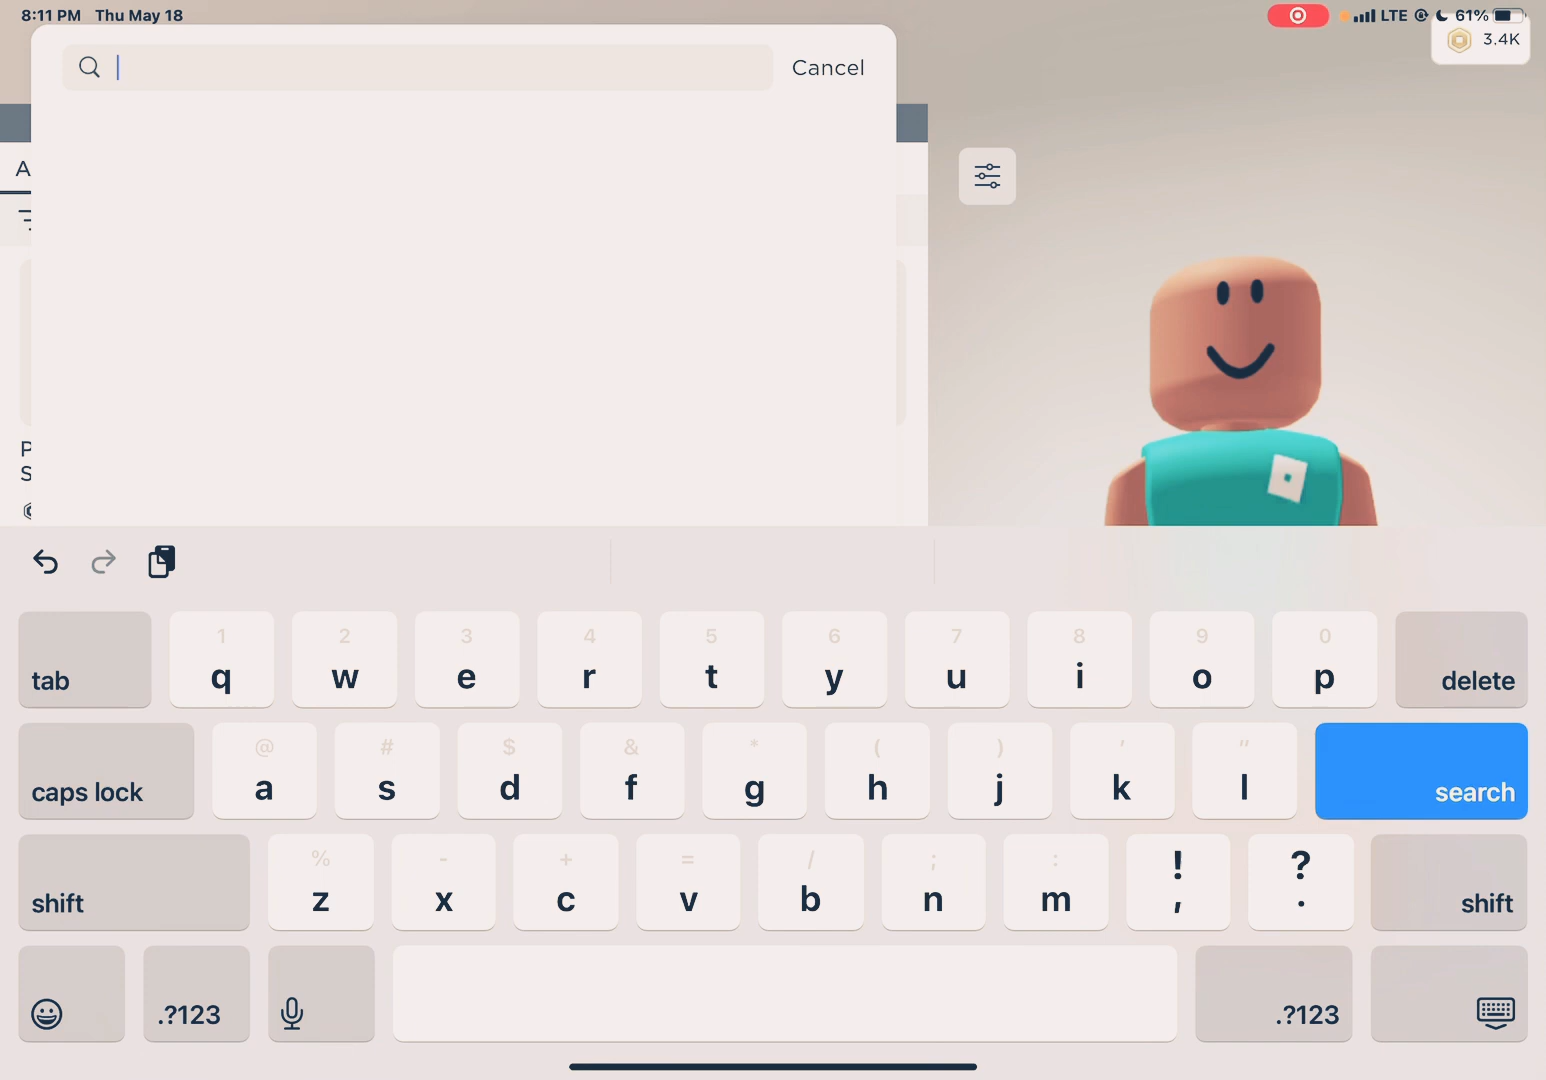 8:11 PM Thu May 18
LTE 61%
3.4K
Cancel
A
P
S
tab 1 q 2 w 3 e 4 r 5 t 6 y 7 u 8 i 9 o 0 p delete
caps lock @ a # s $ d & f * g ( h ) j ' k " l search
shift % z - x + c = v / b ; n : m ! , ? . shift
.?123 .?123